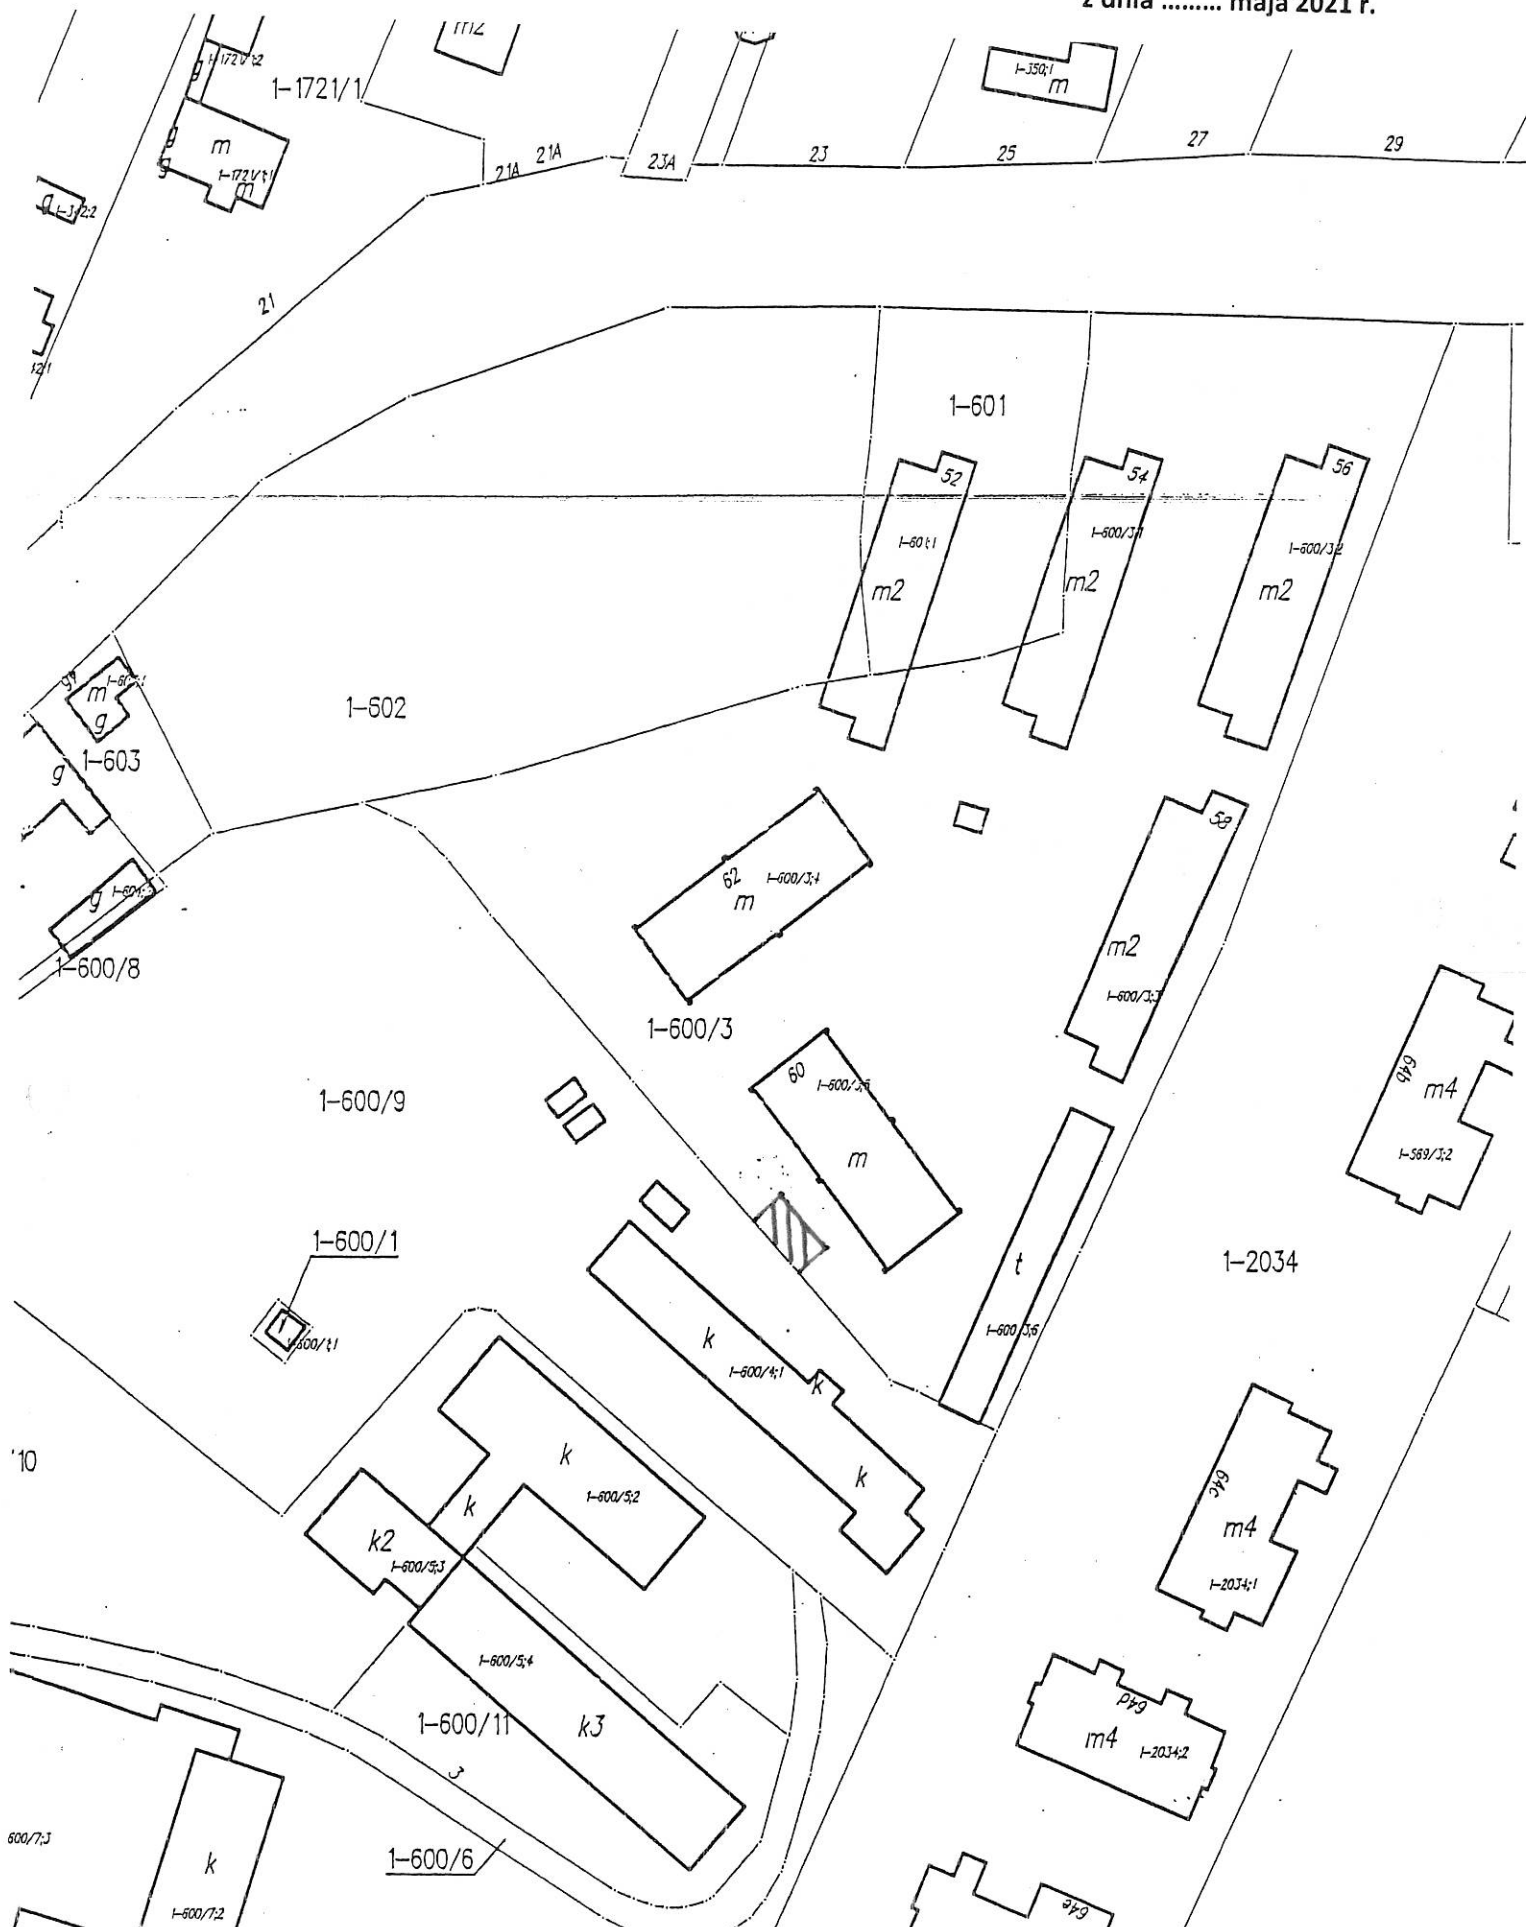 z dnia ......... maja 2021 r.
m2
1-1721/1
1-350;1
m
g
g
m
g
m
21A
21A
23A
23
25
27
29
g
21
1-601
52
54
56
1-600/3;2
m2
m2
m2
m
g
1-602
1-603
g
58
62
1-600/3;4
m
g
m2
1-600/3;3
1-600/8
1-600/3
60
64b
m4
1-600/9
m
1-569/3;2
1-600/1
t
1-2034
k
1-600/4;1
k
'10
k
k
k
1-600/5;2
k2
1-600/5;3
64c
m4
1-2034;1
1-600/5;4
64d
m4
1-2034;2
1-600/11
k3
3
600/7;3
1-600/6
k
1-600/7;2
64e